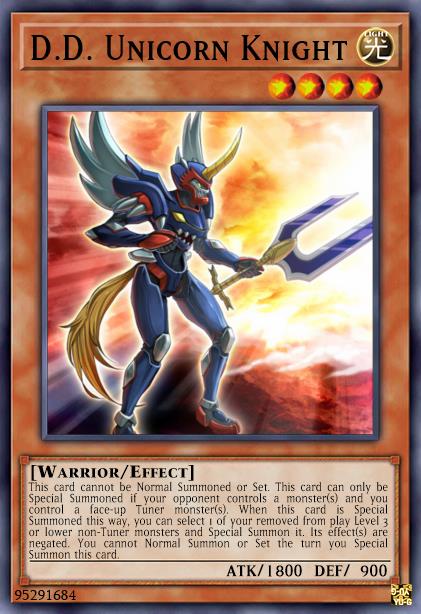 D.D. Unicorn Knight
LIGHT
光
[Warrior/Effect]
This card cannot be Normal Summoned or Set. This card can only be
Special Summoned if your opponent controls a monster(s) and you
control a face-up Tuner monster(s). When this card is Special
Summoned this way, you can select 1 of your removed from play Level 3
or lower non-Tuner monsters and Special Summon it. Its effect(s) are
negated. You cannot Normal Summon or Set the turn you Special
Summon this card.
ATK/1800 DEF/ 900
95291684